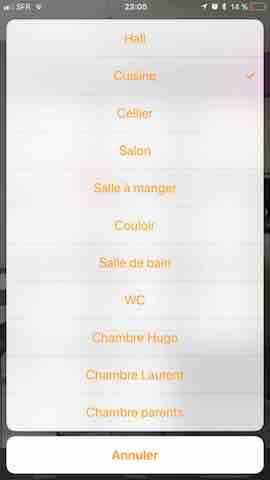 SFR 23:05 14 %
Hall
Cuisine
Cellier
Salon
Salle à manger
Couloir
Salle de bain
WC
Chambre Hugo
Chambre Laurent
Chambre parents
Annuler